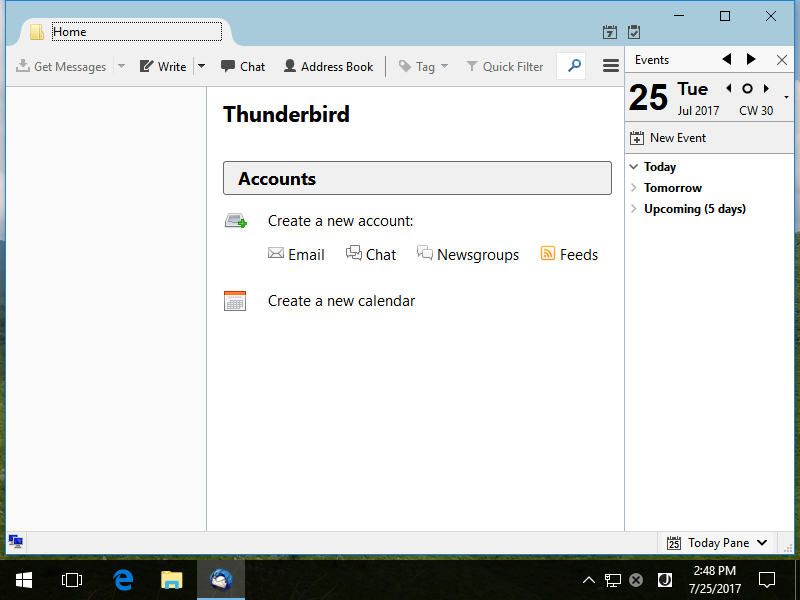 Home
Get Messages
Write
Chat
Address Book
Tag
Quick Filter
Events
25
Tue
Jul 2017
CW 30
New Event
Today
Tomorrow
Upcoming (5 days)
Thunderbird
Accounts
Create a new account:
Email
Chat
Newsgroups
Feeds
Create a new calendar
25
Today Pane
2:48 PM
7/25/2017